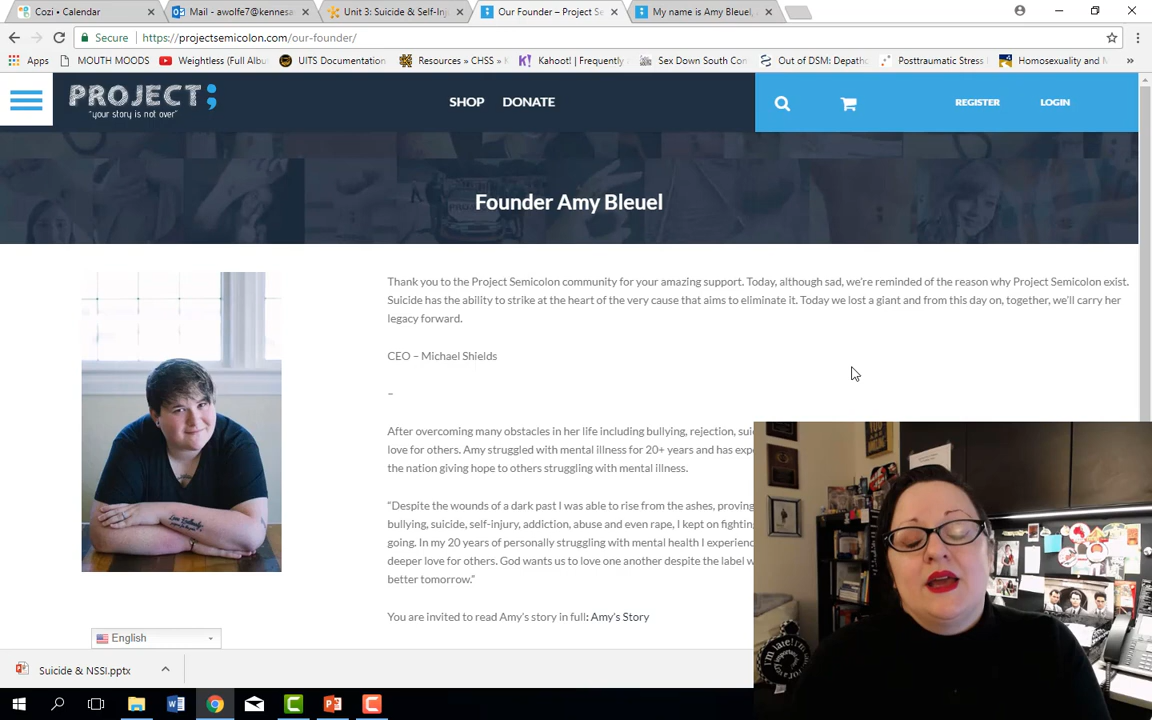 Cozi • Calendar
Mail - awolfe7@kennesa
Unit 3: Suicide & Self-Inj
Our Founder – Project Se
My name is Amy Bleuel,
Secure
https://projectsemicolon.com/our-founder/
Apps
MOUTH MOODS
Weightless (Full Albu
UITS Documentation
Resources » CHSS »
Kahoot! | Frequently
Sex Down South Con
Out of DSM: Depath
Posttraumatic Stress
Homosexuality and
PROJECT;
"your story is not over"
SHOP
DONATE
REGISTER
LOGIN
Founder Amy Bleuel
Thank you to the Project Semicolon community for your amazing support. Today, although sad, we're reminded of the reason why Project Semicolon exist.
Suicide has the ability to strike at the heart of the very cause that aims to eliminate it. Today we lost a giant and from this day on, together, we'll carry her
legacy forward.
CEO – Michael Shields
–
After overcoming many obstacles in her life including bullying, rejection, sui
love for others. Amy struggled with mental illness for 20+ years and has exp
the nation giving hope to others struggling with mental illness.
"Despite the wounds of a dark past I was able to rise from the ashes, proving
bullying, suicide, self-injury, addiction, abuse and even rape, I kept on fighting
going. In my 20 years of personally struggling with mental health I experienc
deeper love for others. God wants us to love one another despite the label w
better tomorrow."
You are invited to read Amy's story in full: Amy's Story
English
Suicide & NSSI.pptx
I'm late!